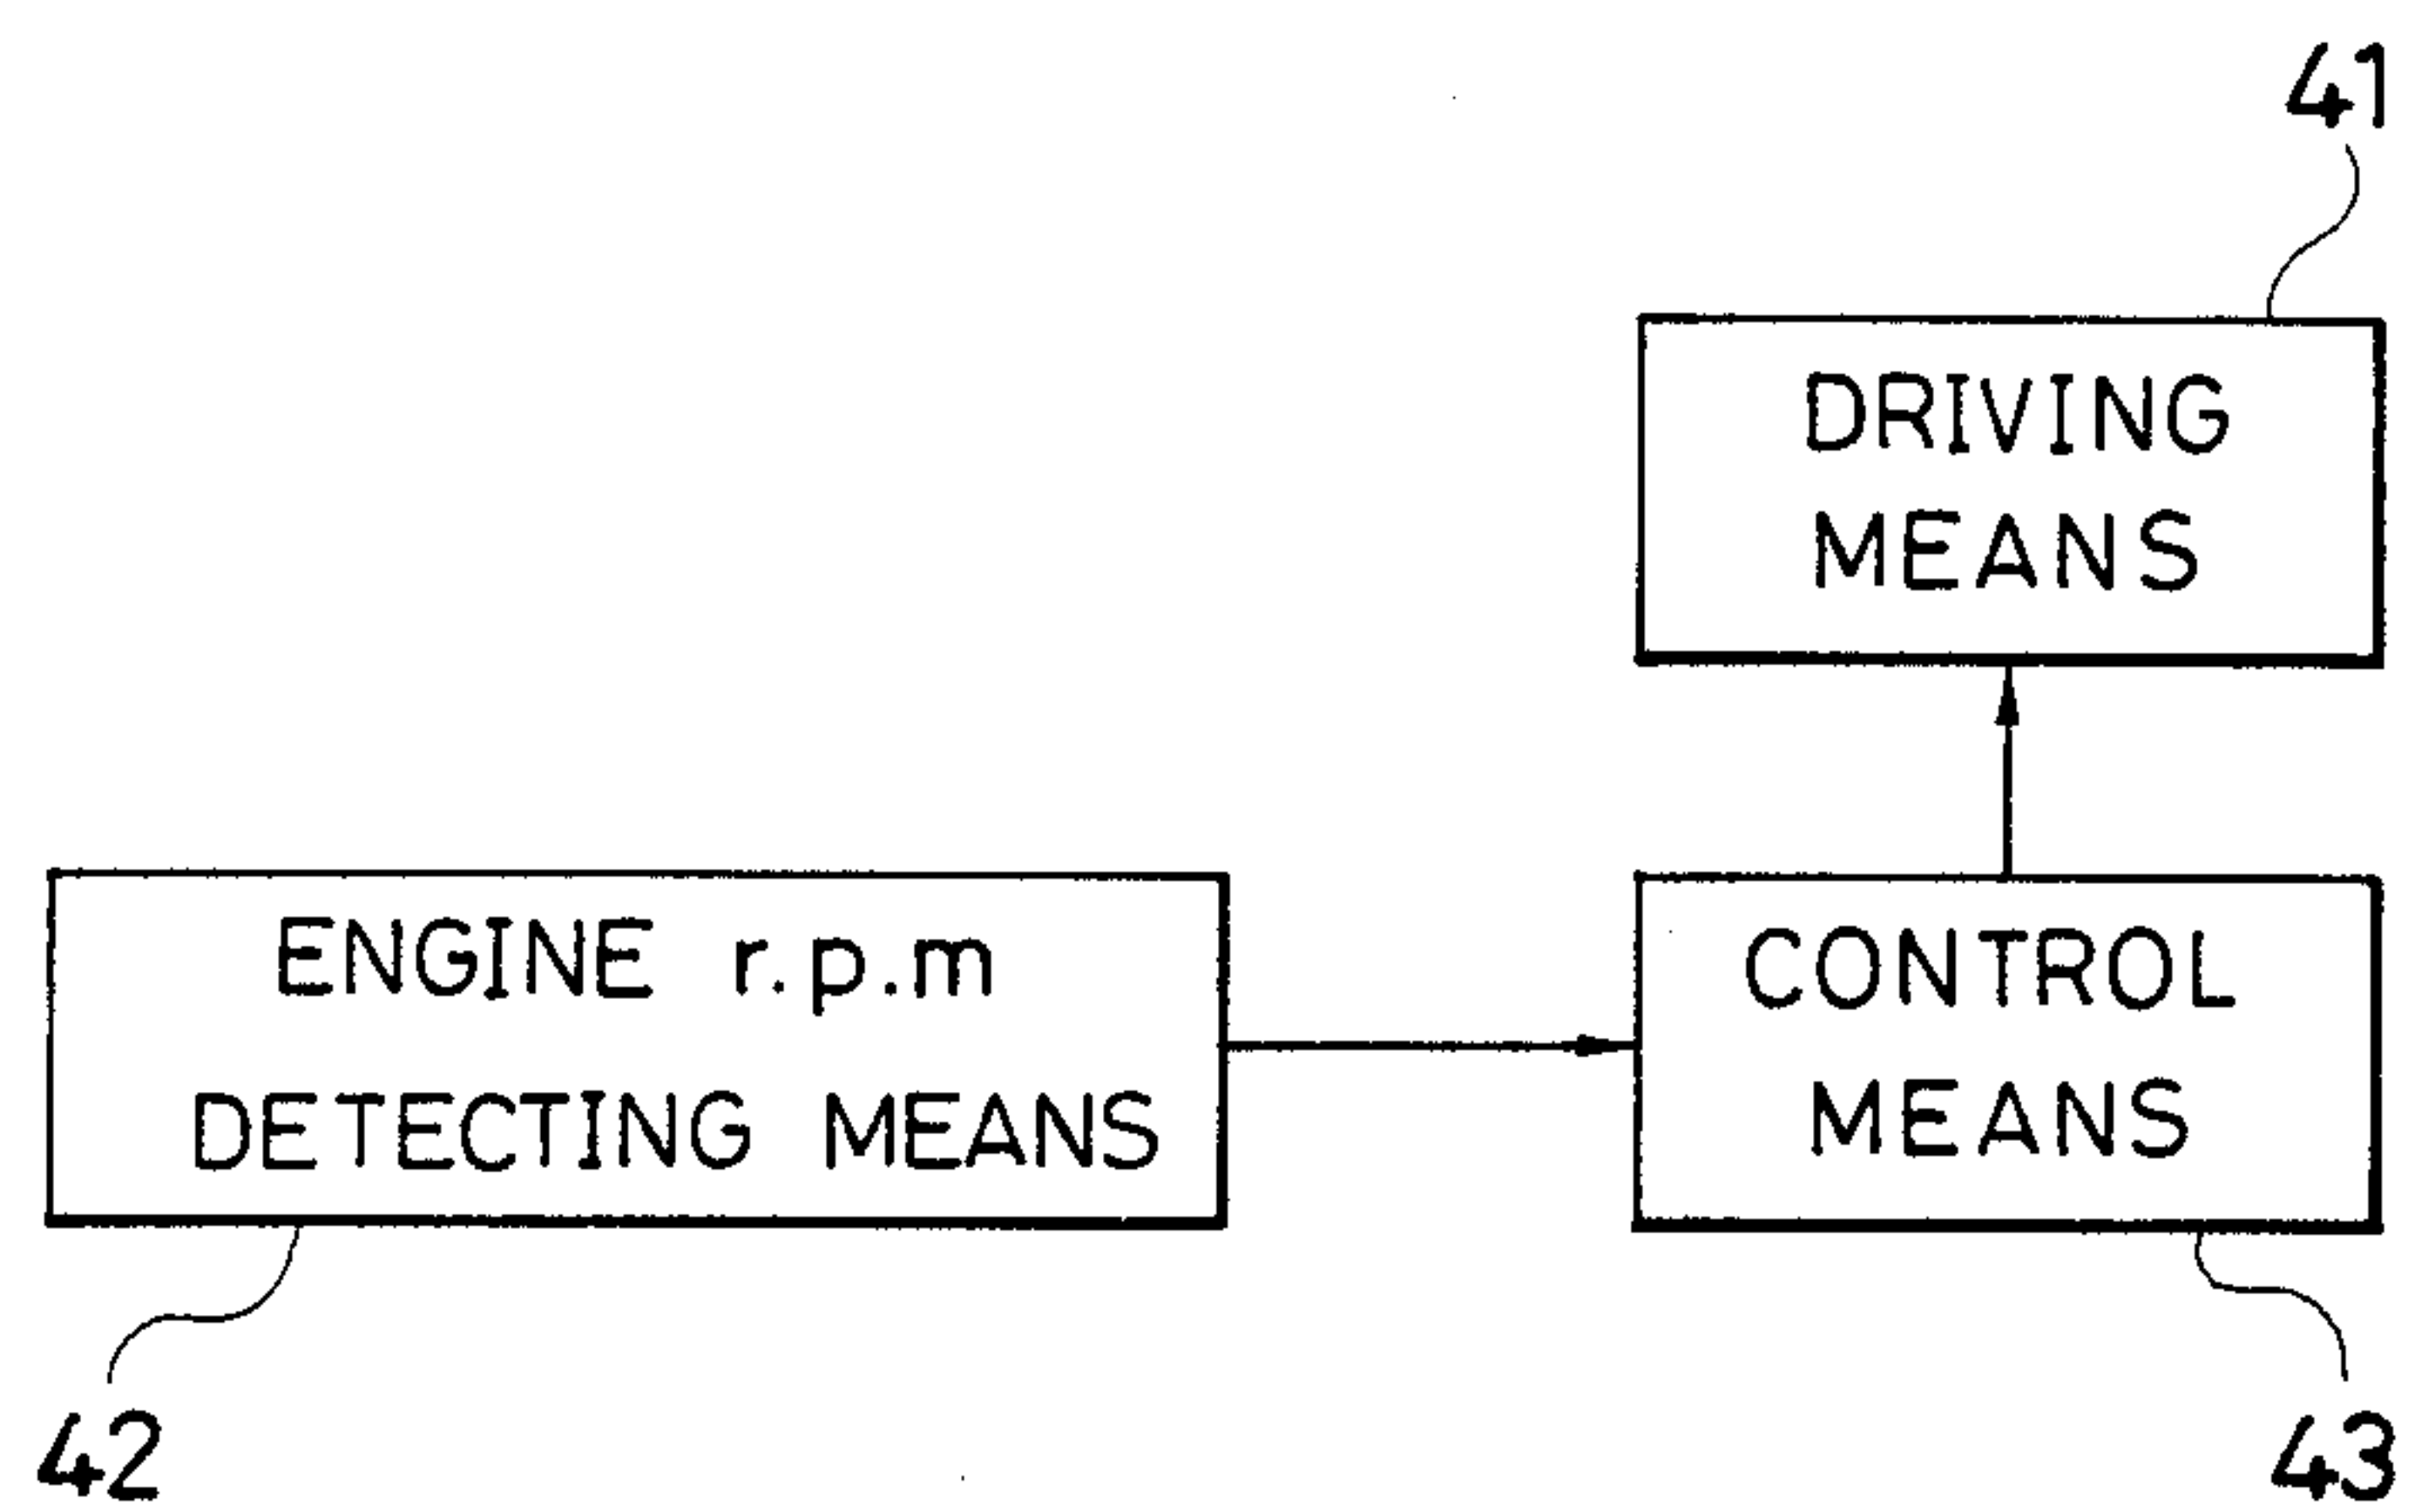 41
DRIVING
MEANS
ENGINE r.p.m
DETECTING MEANS
CONTROL
MEANS
42
43